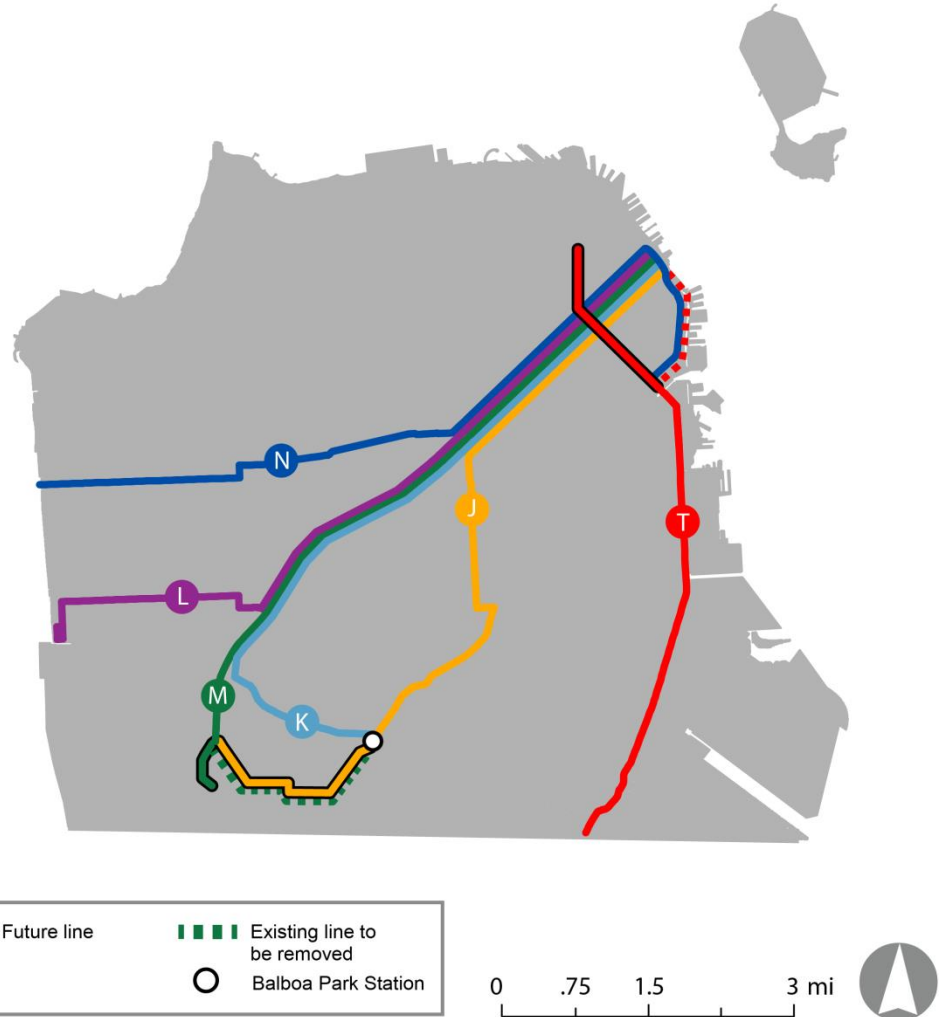 N
J
T
L
M
K
Future line
Existing line to
be removed
Balboa Park Station
0 .75 1.5 3 mi